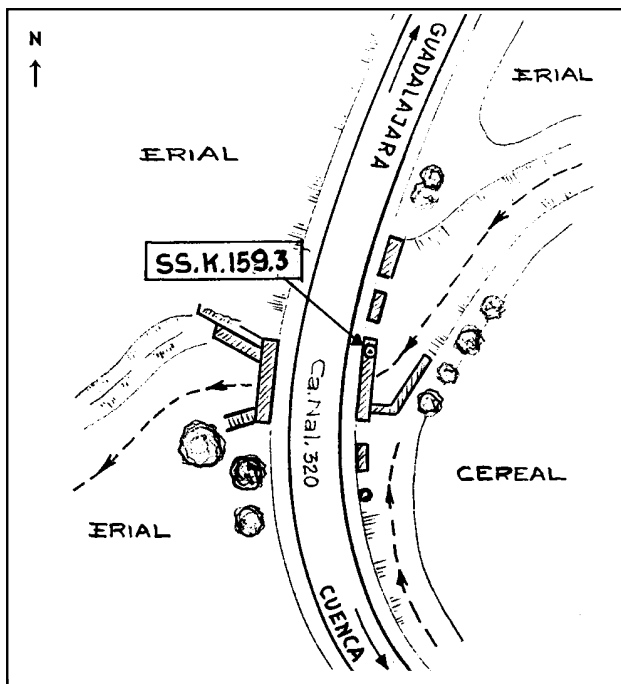 N
GUADALAJARA
ERIAL
ERIAL
SS.K.159.3
Ca.Nal.320
CEREAL
ERIAL
CUENCA